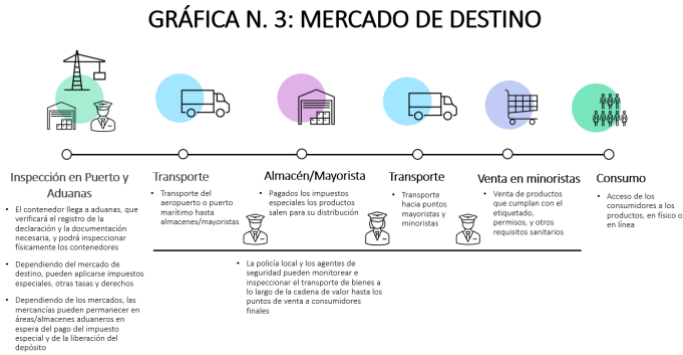 GRÁFICA N. 3: MERCADO DE DESTINO
Inspección en Puerto y
Aduanas
• El contenedor llega a aduanas, que
verificará el registro de la
declaración y la documentación
necesaria, y podrá inspeccionar
físicamente los contenedores
• Dependiendo del mercado de
destino, pueden aplicarse impuestos
especiales, otras tasas y derechos
• Dependiendo de los mercados, las
mercancías pueden permanecer en
áreas/almacenes aduaneros en
espera del pago del impuesto
especial y de la liberación del
depósito
Transporte
• Transporte del
aeropuerto o puerto
marítimo hasta
almacenes/mayoristas
Almacén/Mayorista
• Pagados los impuestos
especiales los productos
salen para su distribución
Transporte
• Transporte
hacia puntos
mayoristas y
minoristas
Venta en minoristas
• Venta de productos
que cumplan con el
etiquetado,
permisos, y otros
requisitos sanitarios
Consumo
• Acceso de los
consumidores a los
productos, en físico o
en línea
• La policía local y los agentes de
seguridad pueden monitorear e
inspeccionar el transporte de bienes a
lo largo de la cadena de valor hasta los
puntos de venta a consumidores
finales